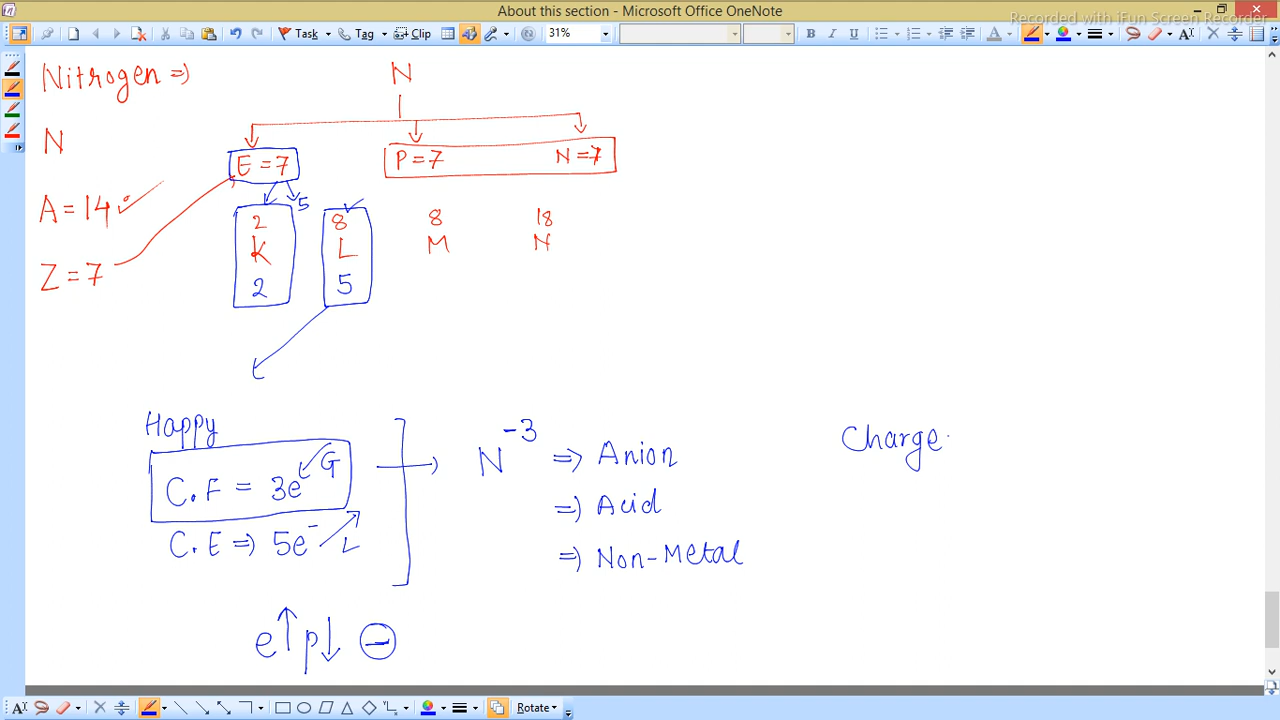 About this section - Microsoft Office OneNote
Recorded with iFun Screen Recorder
Task Tag Clip 31% B I U
Nitrogen ⇒ N
N
E = 7 P = 7 N = 7
A = 14
5
2 8 8 18
K L M N
Z = 7
2 5
Happy
C.F = 3e G
C.E ⇒ 5e⁻ L
N⁻³ ⇒ Anion
⇒ Acid
⇒ Non-Metal
Charge
e↑ p↓ ⊖
A Rotate